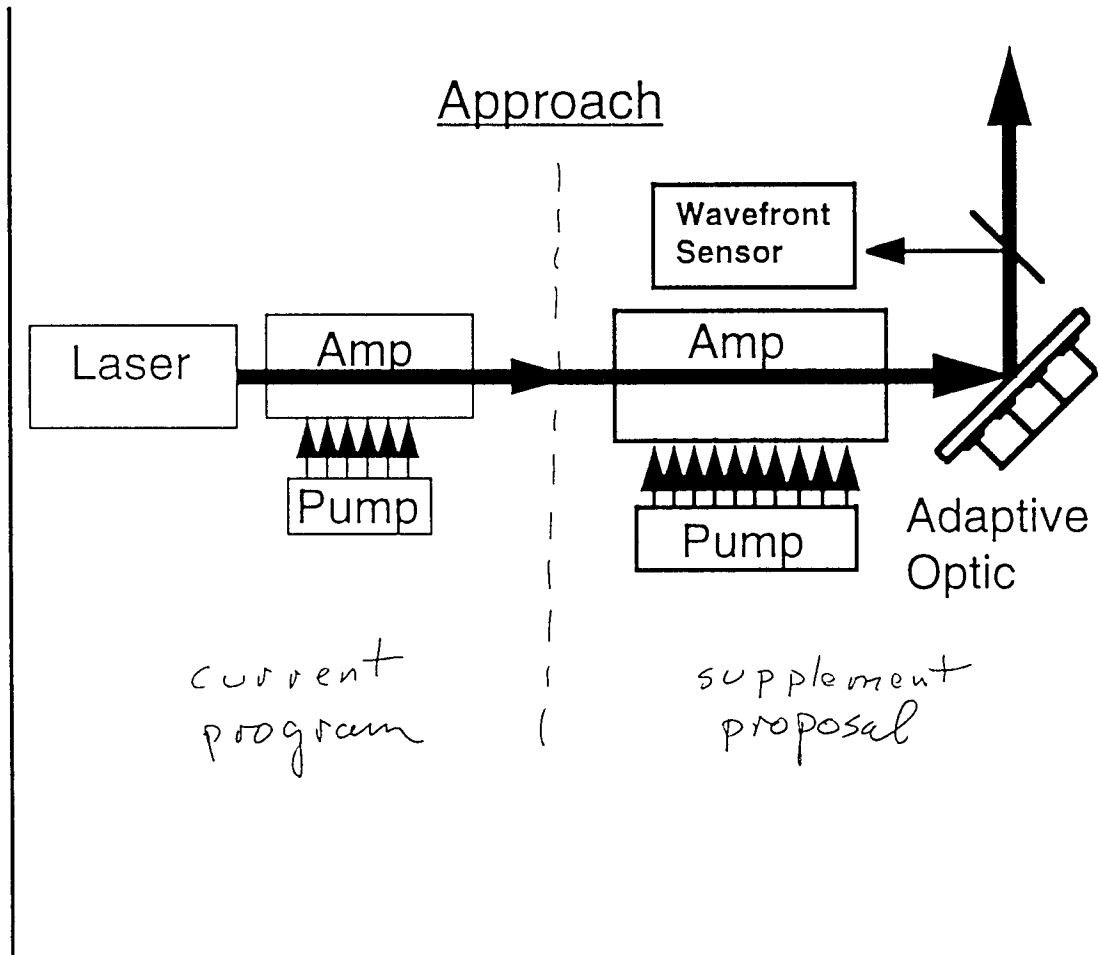 Approach
Wavefront
Sensor
Laser
Amp
Amp
Pump
Pump
Adaptive
Optic
current
program
supplement
proposal